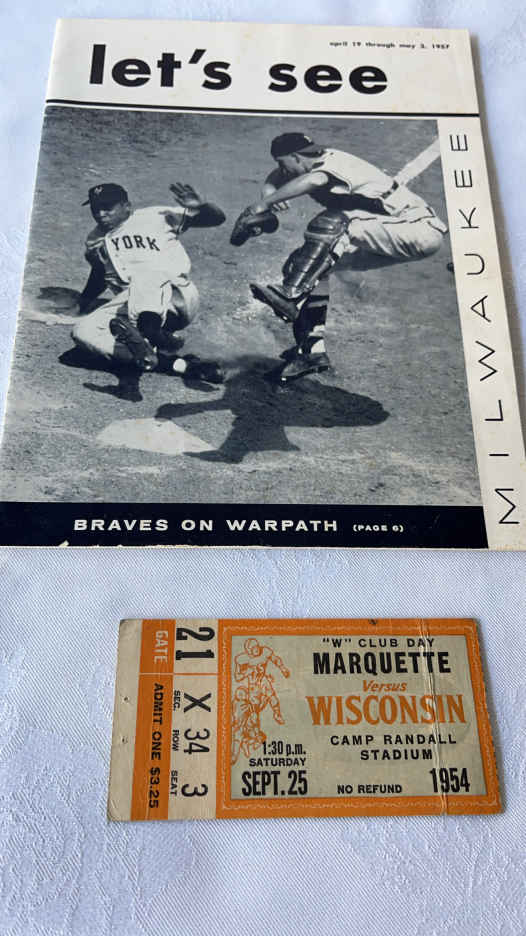 april 19 through may 3, 1957
let's see
MILWAUKEE
YORK
BRAVES ON WARPATH (PAGE 6)
GATE 21
SEC. X
ROW 34
SEAT 3
ADMIT ONE $3.25
"W" CLUB DAY
MARQUETTE
Versus
WISCONSIN
CAMP RANDALL
STADIUM
1:30 p.m.
SATURDAY
SEPT. 25
NO REFUND
1954